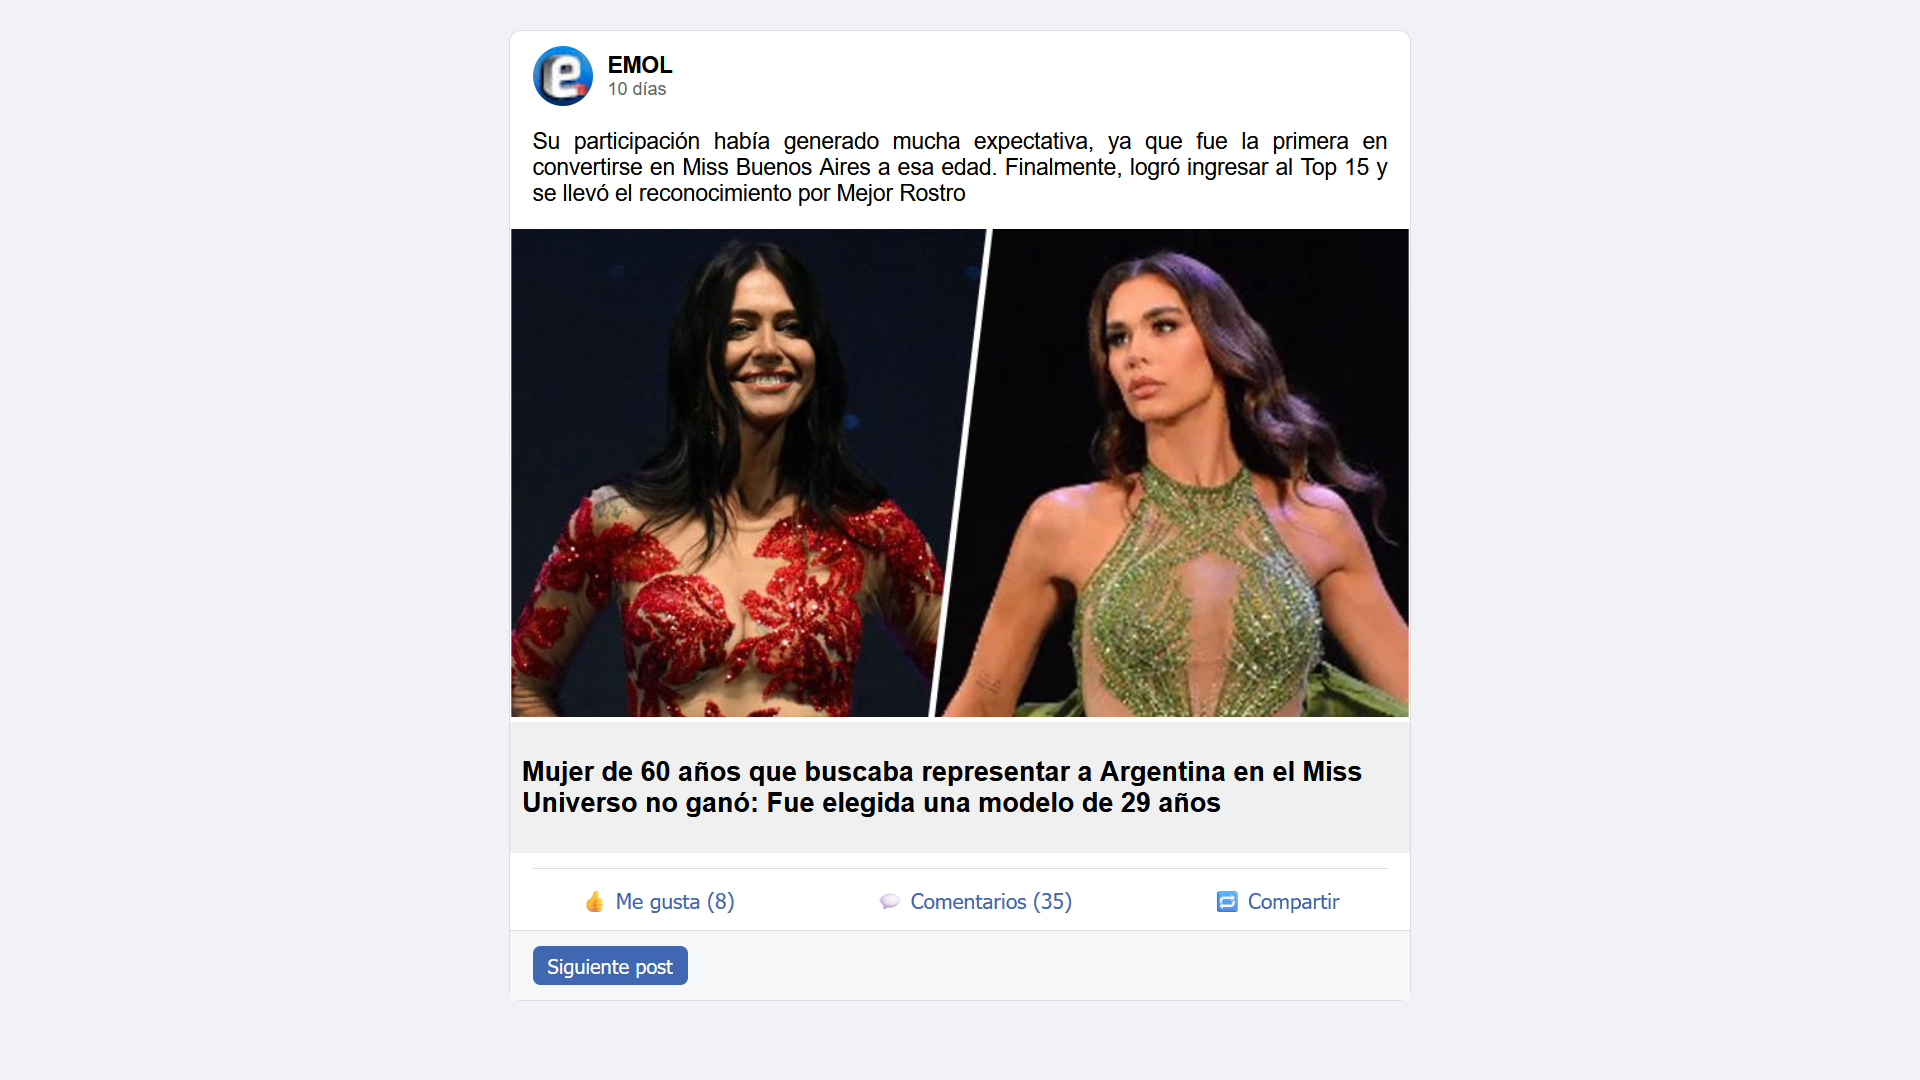 e
EMOL
10 días
Su participación había generado mucha expectativa, ya que fue la primera en
convertirse en Miss Buenos Aires a esa edad. Finalmente, logró ingresar al Top 15 y
se llevó el reconocimiento por Mejor Rostro
Mujer de 60 años que buscaba representar a Argentina en el Miss
Universo no ganó: Fue elegida una modelo de 29 años
👍 Me gusta (8)
💬 Comentarios (35)
🔁 Compartir
Siguiente post